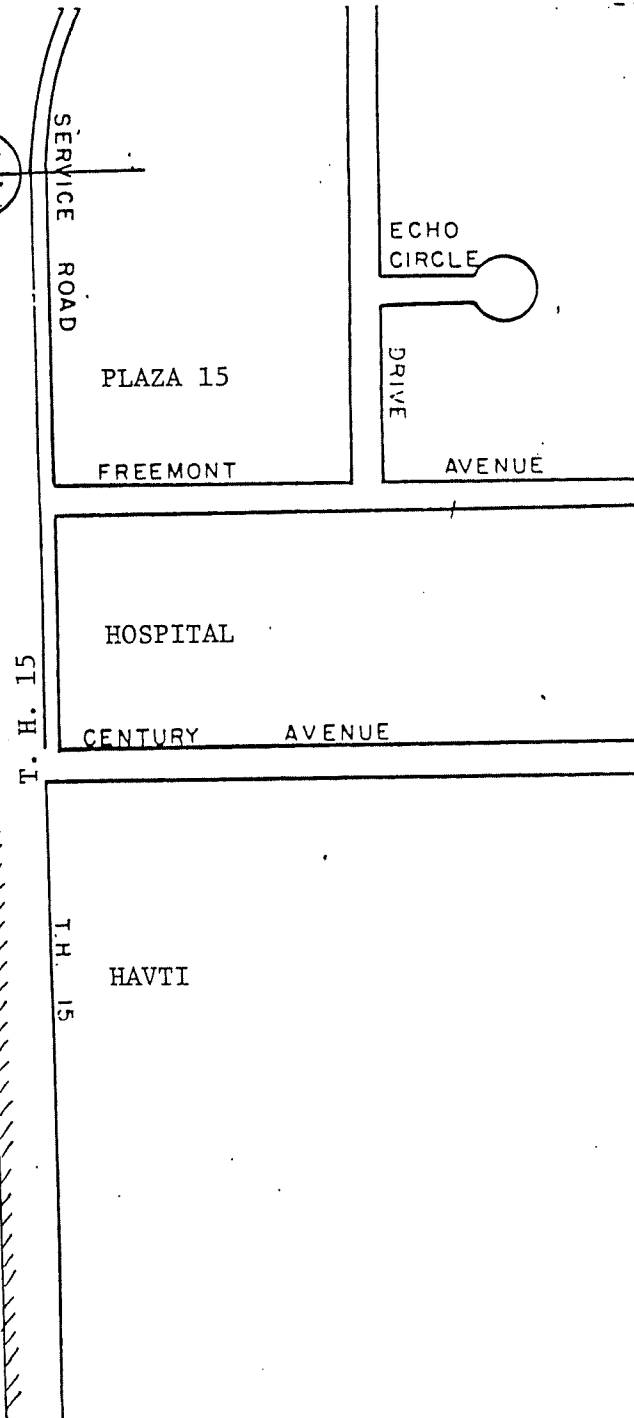 SERVICE ROAD
ECHO
CIRCLE
PLAZA 15
DRIVE
FREEMONT AVENUE
HOSPITAL
T. H. 15
CENTURY AVENUE
T.H. 15
HAVTI